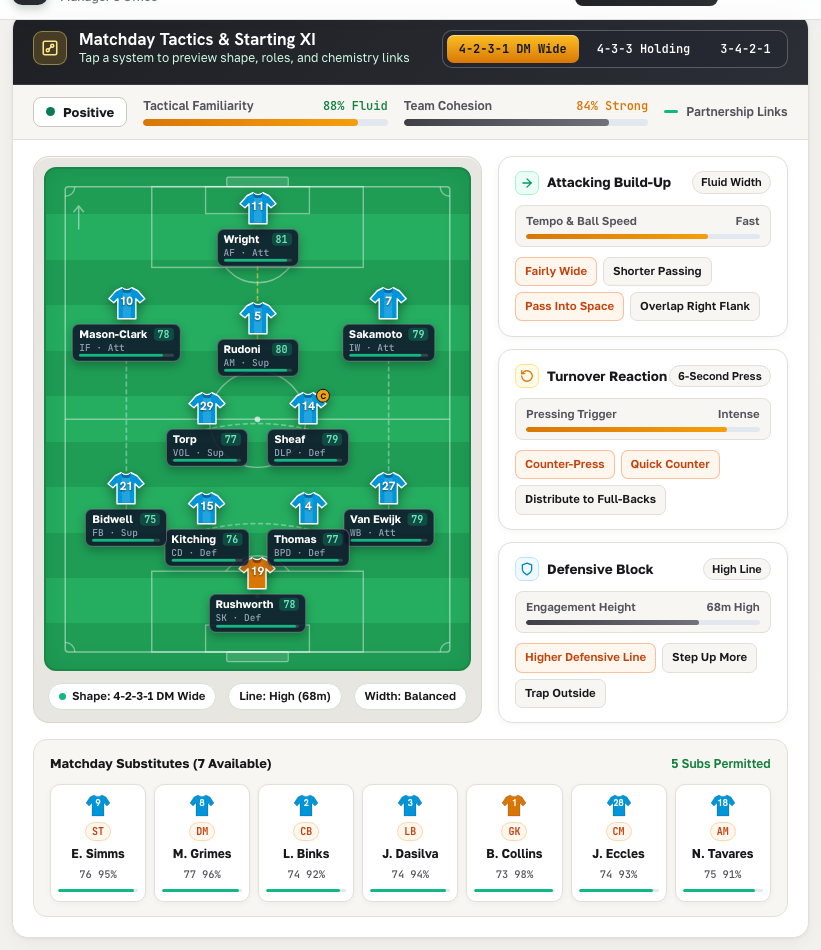 Matchday Tactics & Starting XI
Tap a system to preview shape, roles, and chemistry links
4-2-3-1 DM Wide
4-3-3 Holding
3-4-2-1
Positive
Tactical Familiarity
88% Fluid
Team Cohesion
84% Strong
Partnership Links
11
Wright 81
AF · Att
10
Mason-Clark 78
IF · Att
5
Rudoni 80
AM · Sup
7
Sakamoto 79
IW · Att
29
Torp 77
VOL · Sup
14
C
Sheaf 79
DLP · Def
21
Bidwell 75
FB · Sup
15
Kitching 76
CD · Def
4
Thomas 77
BPD · Def
27
Van Ewijk 79
WB · Att
19
Rushworth 78
SK · Def
Shape: 4-2-3-1 DM Wide
Line: High (68m)
Width: Balanced
Attacking Build-Up
Fluid Width
Tempo & Ball Speed
Fast
Fairly Wide
Shorter Passing
Pass Into Space
Overlap Right Flank
Turnover Reaction
6-Second Press
Pressing Trigger
Intense
Counter-Press
Quick Counter
Distribute to Full-Backs
Defensive Block
High Line
Engagement Height
68m High
Higher Defensive Line
Step Up More
Trap Outside
Matchday Substitutes (7 Available)
5 Subs Permitted
9
ST
E. Simms
76 95%
8
DM
M. Grimes
77 96%
2
CB
L. Binks
74 92%
3
LB
J. Dasilva
74 94%
1
GK
B. Collins
73 98%
28
CM
J. Eccles
74 93%
18
AM
N. Tavares
75 91%